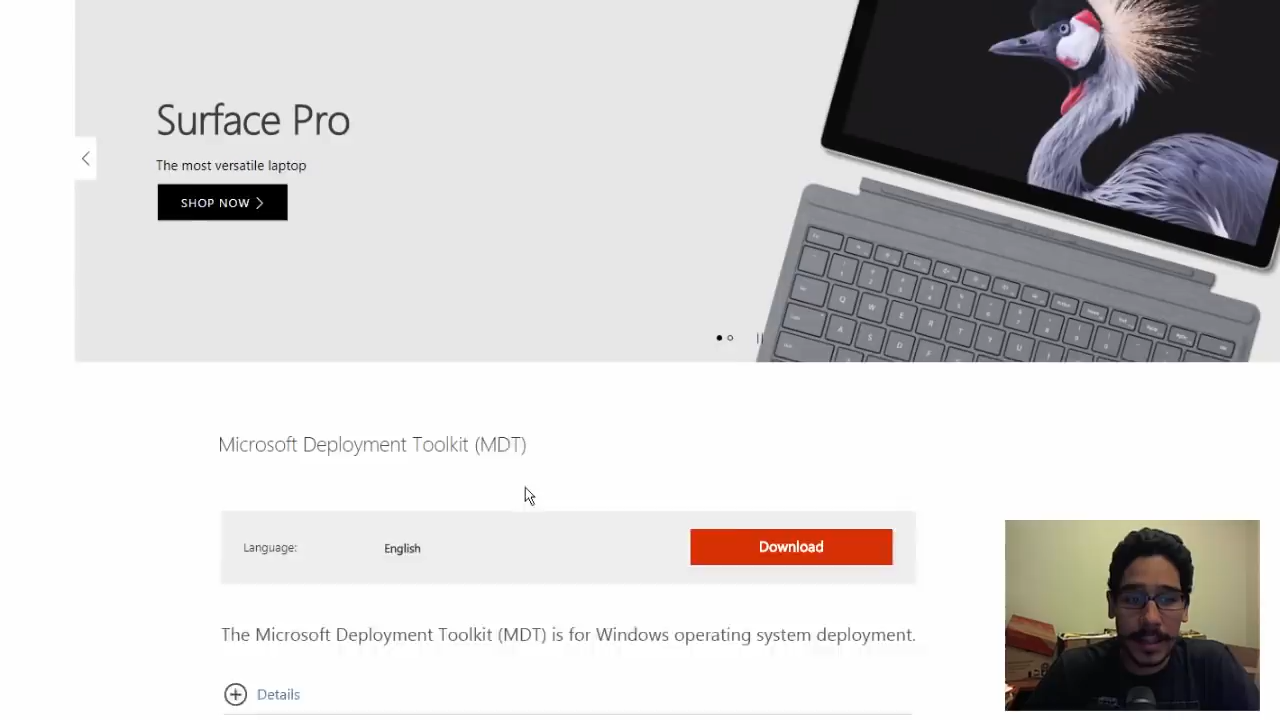 Surface Pro
The most versatile laptop
SHOP NOW
Microsoft Deployment Toolkit (MDT)
Language:
English
Download
The Microsoft Deployment Toolkit (MDT) is for Windows operating system deployment.
Details